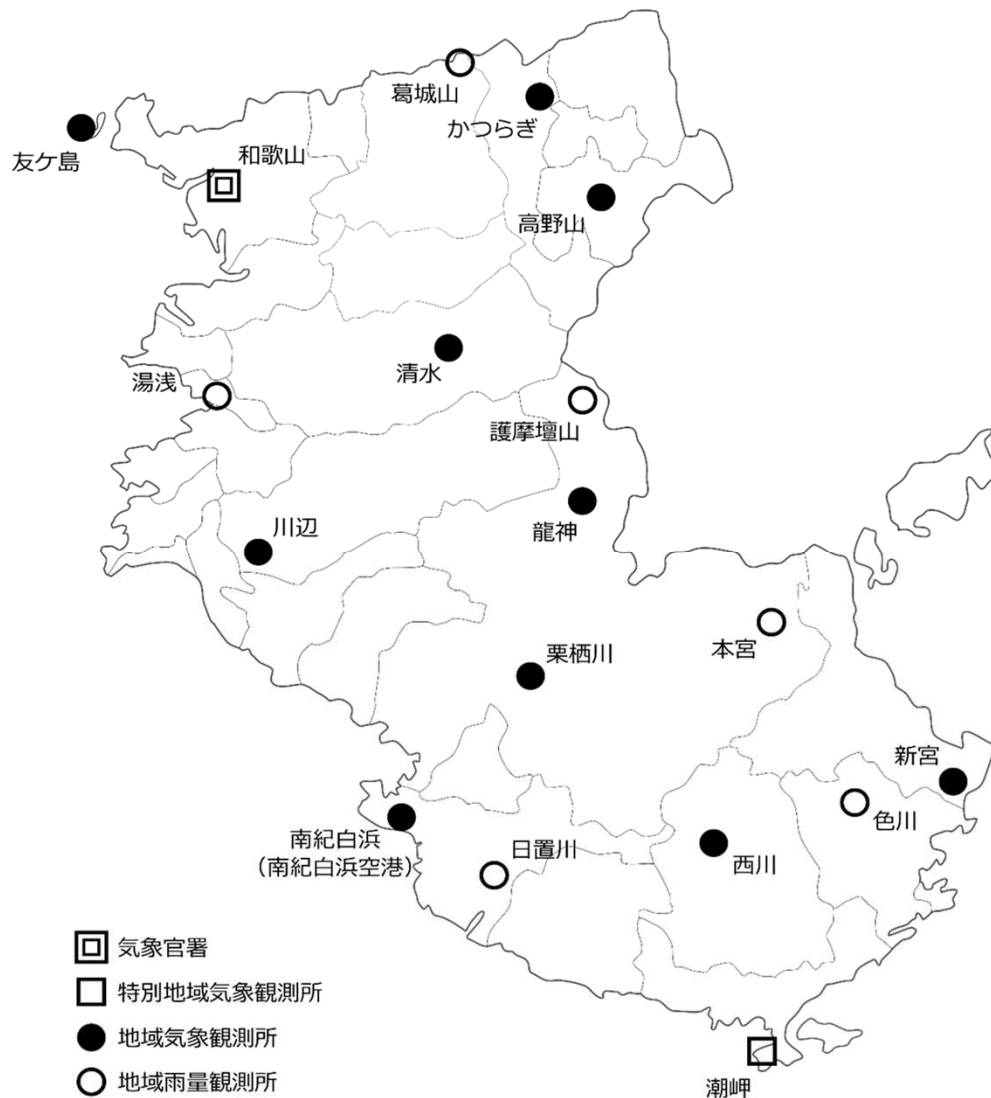 葛城山
かつらぎ
友ケ島
和歌山
高野山
清水
湯浅
護摩壇山
川辺
龍神
本宮
栗栖川
新宮
色川
南紀白浜
(南紀白浜空港)
日置川
西川
気象官署
特別地域気象観測所
地域気象観測所
地域雨量観測所
潮岬